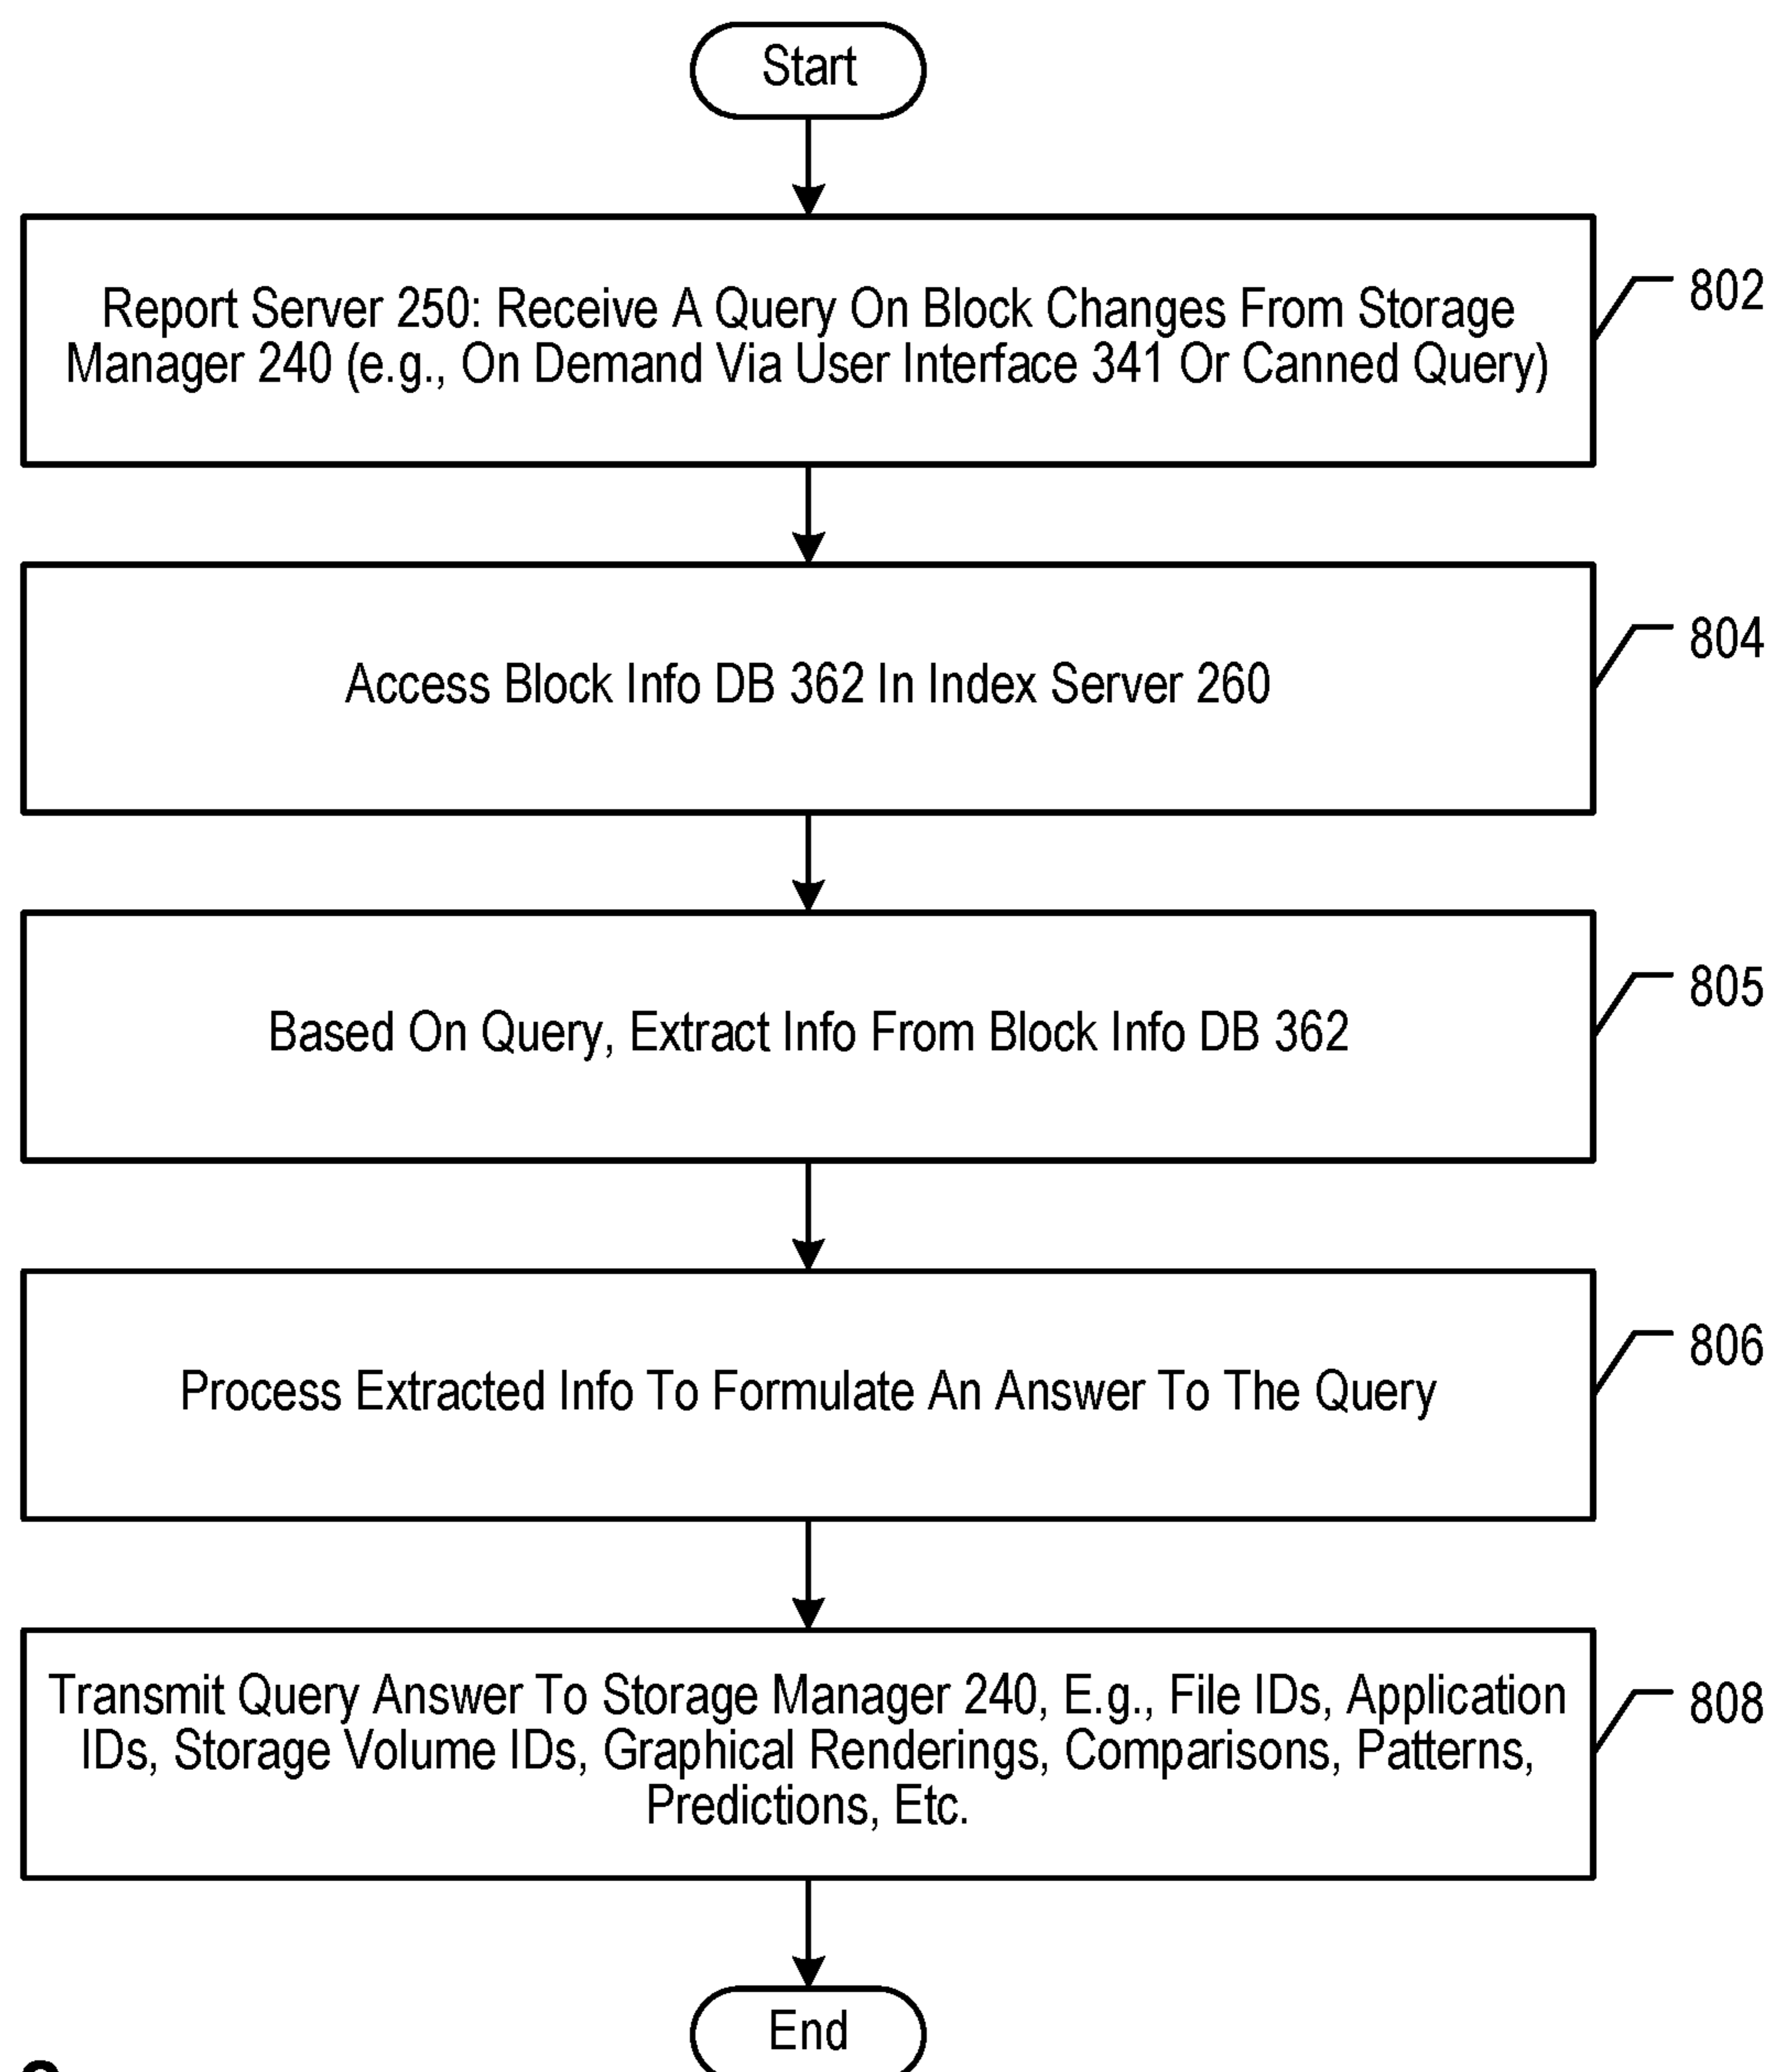 Start
Report Server 250: Receive A Query On Block Changes From Storage
Manager 240 (e.g., On Demand Via User Interface 341 Or Canned Query)
802
Access Block Info DB 362 In Index Server 260
804
Based On Query, Extract Info From Block Info DB 362
805
Process Extracted Info To Formulate An Answer To The Query
806
Transmit Query Answer To Storage Manager 240, E.g., File IDs, Application
IDs, Storage Volume IDs, Graphical Renderings, Comparisons, Patterns,
Predictions, Etc.
808
End